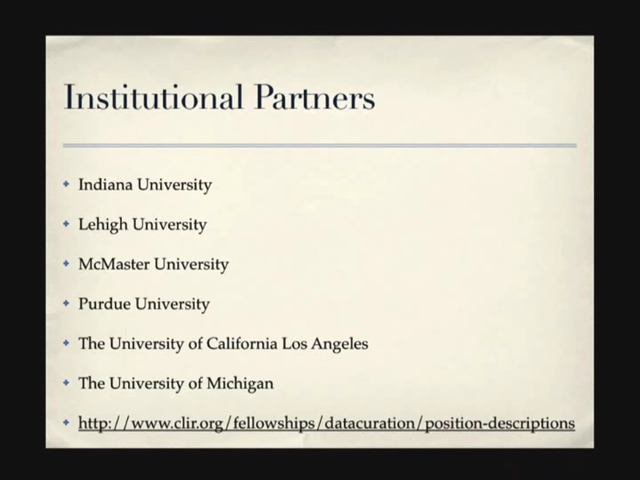 Institutional Partners
Indiana University
Lehigh University
McMaster University
Purdue University
The University of California Los Angeles
The University of Michigan
http://www.clir.org/fellowships/datacuration/position-descriptions